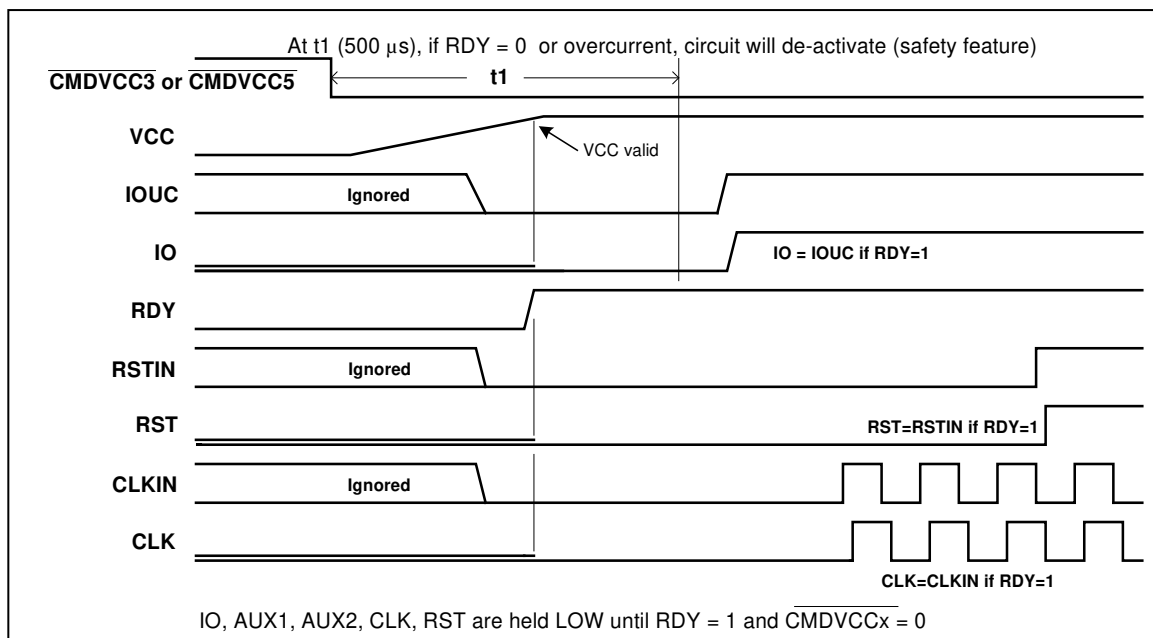 At t1 (500 μs), if RDY = 0 or overcurrent, circuit will de-activate (safety feature)
CMDVCC3 or CMDVCC5
t1
VCC
VCC valid
IOUC
Ignored
IO
IO = IOUC if RDY=1
RDY
RSTIN
Ignored
RST
RST=RSTIN if RDY=1
CLKIN
Ignored
CLK
CLK=CLKIN if RDY=1
IO, AUX1, AUX2, CLK, RST are held LOW until RDY = 1 and CMDVCCx = 0